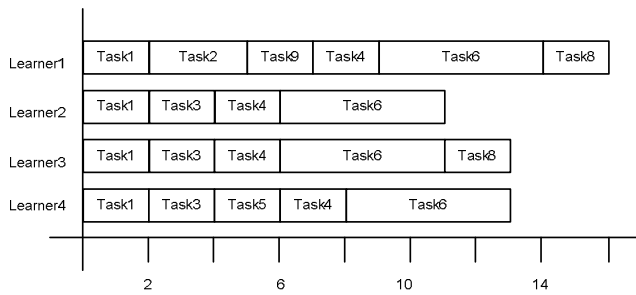 Learner1 Task1 Task2 Task9 Task4 Task6 Task8
Learner2 Task1 Task3 Task4 Task6
Learner3 Task1 Task3 Task4 Task6 Task8
Learner4 Task1 Task3 Task5 Task4 Task6
2 6 10 14